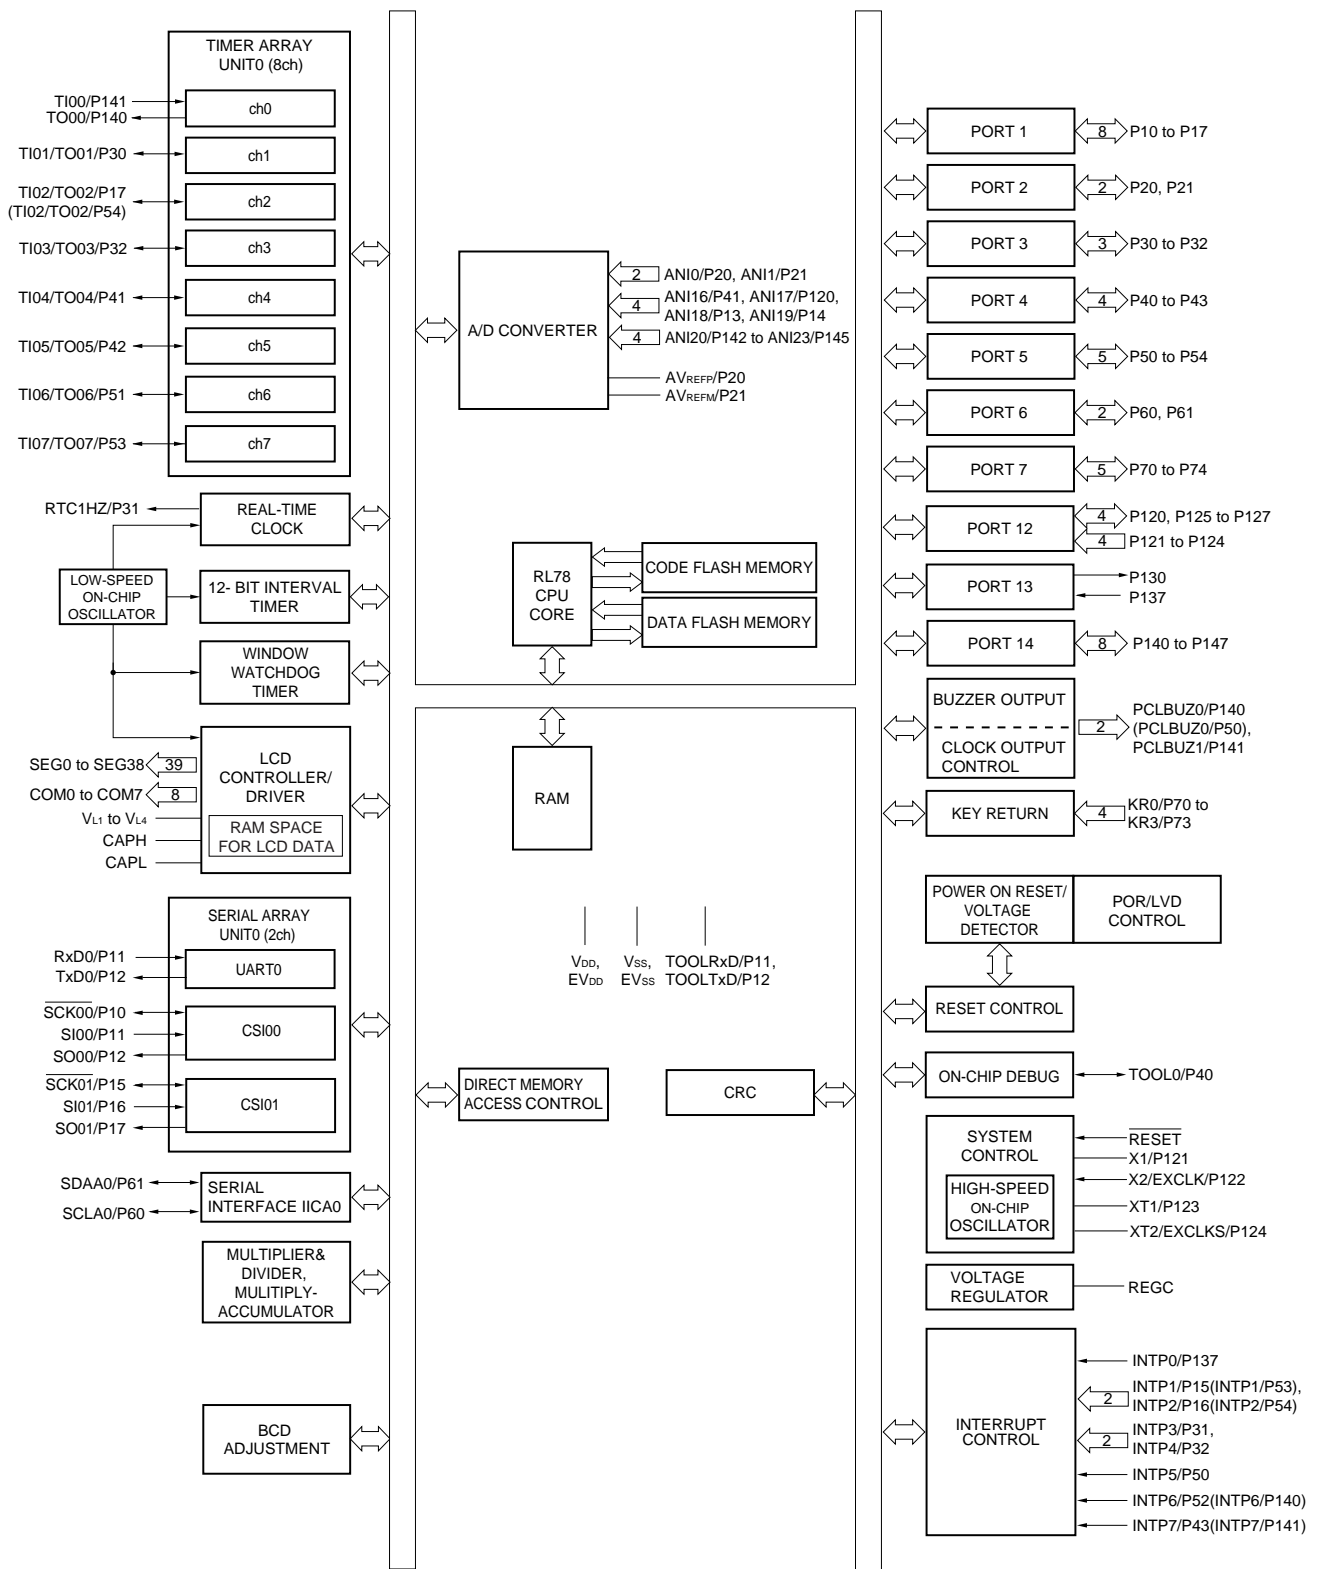 TIMER ARRAY
UNIT0 (8ch)
TI00/P141
TO00/P140
ch0
TI01/TO01/P30
ch1
TI02/TO02/P17
(TI02/TO02/P54)
ch2
TI03/TO03/P32
ch3
TI04/TO04/P41
ch4
TI05/TO05/P42
ch5
TI06/TO06/P51
ch6
TI07/TO07/P53
ch7
RTC1HZ/P31
REAL-TIME
CLOCK
LOW-SPEED
ON-CHIP
OSCILLATOR
12- BIT INTERVAL
TIMER
WINDOW
WATCHDOG
TIMER
LCD
CONTROLLER/
DRIVER
SEG0 to SEG38
39
COM0 to COM7
8
VL1 to VL4
CAPH
CAPL
RAM SPACE
FOR LCD DATA
SERIAL ARRAY
UNIT0 (2ch)
RxD0/P11
TxD0/P12
UART0
SCK00/P10
SI00/P11
SO00/P12
CSI00
SCK01/P15
SI01/P16
SO01/P17
CSI01
SDAA0/P61
SCLA0/P60
SERIAL
INTERFACE IICA0
MULTIPLIER&
DIVIDER,
MULITIPLY-
ACCUMULATOR
BCD
ADJUSTMENT
A/D CONVERTER
2
ANI0/P20, ANI1/P21
4
ANI16/P41, ANI17/P120,
ANI18/P13, ANI19/P14
4
ANI20/P142 to ANI23/P145
AVREFP/P20
AVREFM/P21
RL78
CPU
CORE
CODE FLASH MEMORY
DATA FLASH MEMORY
RAM
VDD,
EVDD
VSS,
EVSS
TOOLRxD/P11,
TOOLTxD/P12
DIRECT MEMORY
ACCESS CONTROL
CRC
PORT 1
8
P10 to P17
PORT 2
2
P20, P21
PORT 3
3
P30 to P32
PORT 4
4
P40 to P43
PORT 5
5
P50 to P54
PORT 6
2
P60, P61
PORT 7
5
P70 to P74
PORT 12
4
P120, P125 to P127
4
P121 to P124
PORT 13
P130
P137
PORT 14
8
P140 to P147
BUZZER OUTPUT
CLOCK OUTPUT
CONTROL
2
PCLBUZ0/P140
(PCLBUZ0/P50),
PCLBUZ1/P141
KEY RETURN
4
KR0/P70 to
KR3/P73
POWER ON RESET/
VOLTAGE
DETECTOR
POR/LVD
CONTROL
RESET CONTROL
ON-CHIP DEBUG
TOOL0/P40
SYSTEM
CONTROL
HIGH-SPEED
ON-CHIP
OSCILLATOR
RESET
X1/P121
X2/EXCLK/P122
XT1/P123
XT2/EXCLKS/P124
VOLTAGE
REGULATOR
REGC
INTERRUPT
CONTROL
INTP0/P137
2
INTP1/P15(INTP1/P53),
INTP2/P16(INTP2/P54)
2
INTP3/P31,
INTP4/P32
INTP5/P50
INTP6/P52(INTP6/P140)
INTP7/P43(INTP7/P141)